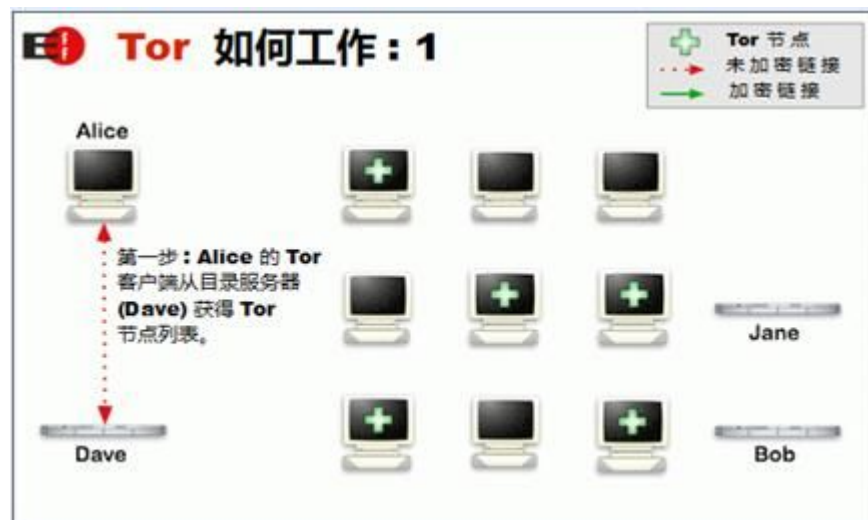 EFF Tor 如何工作：1
Tor 节点
未加密链接
加密链接
Alice
第一步：Alice 的 Tor
客户端从目录服务器
(Dave) 获得 Tor
节点列表。
Jane
Dave
Bob